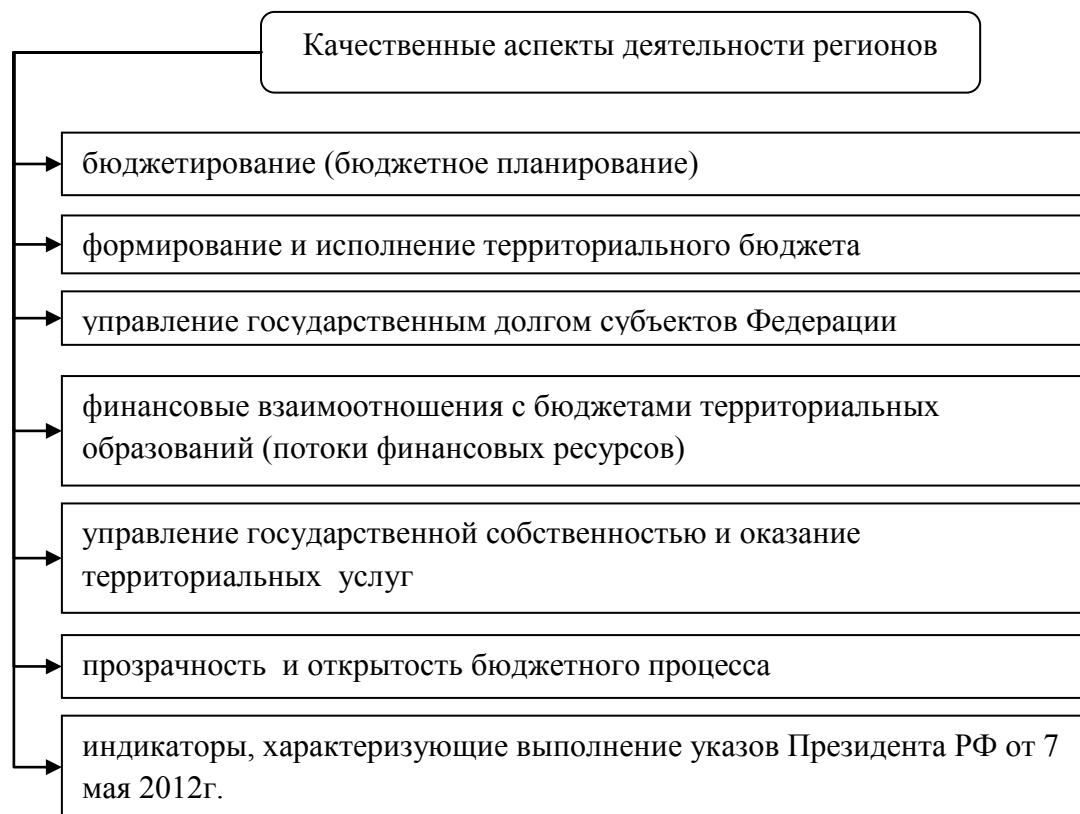 Качественные аспекты деятельности регионов
бюджетирование (бюджетное планирование)
формирование и исполнение территориального бюджета
управление государственным долгом субъектов Федерации
финансовые взаимоотношения с бюджетами территориальных
образований (потоки финансовых ресурсов)
управление государственной собственностью и оказание
территориальных услуг
прозрачность и открытость бюджетного процесса
индикаторы, характеризующие выполнение указов Президента РФ от 7
мая 2012г.